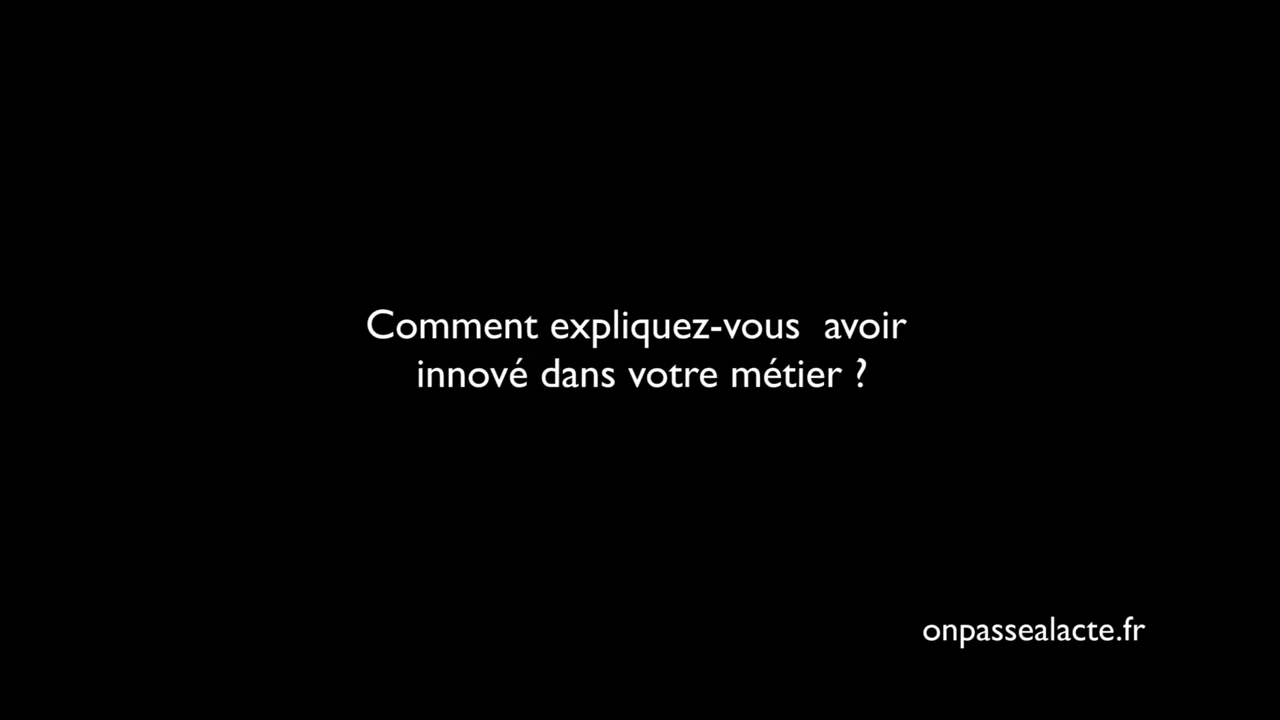 Comment expliquez-vous  avoir
innové dans votre métier ?
onpassealacte.fr